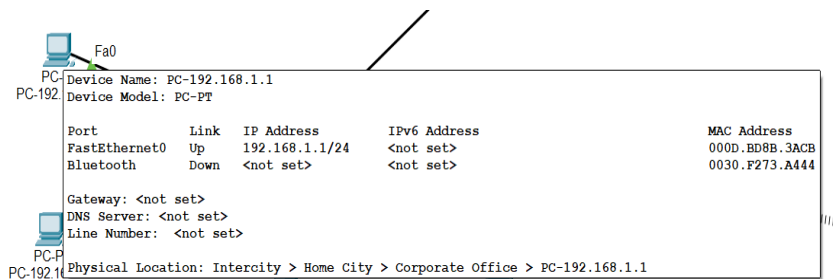 Fa0
PC-
PC-192.
Device Name: PC-192.168.1.1
Device Model: PC-PT
Port Link IP Address IPv6 Address MAC Address
FastEthernet0 Up 192.168.1.1/24 <not set> 000D.BD8B.3ACB
Bluetooth Down <not set> <not set> 0030.F273.A444
Gateway: <not set>
DNS Server: <not set>
Line Number: <not set>
PC-P
PC-192.16
Physical Location: Intercity > Home City > Corporate Office > PC-192.168.1.1